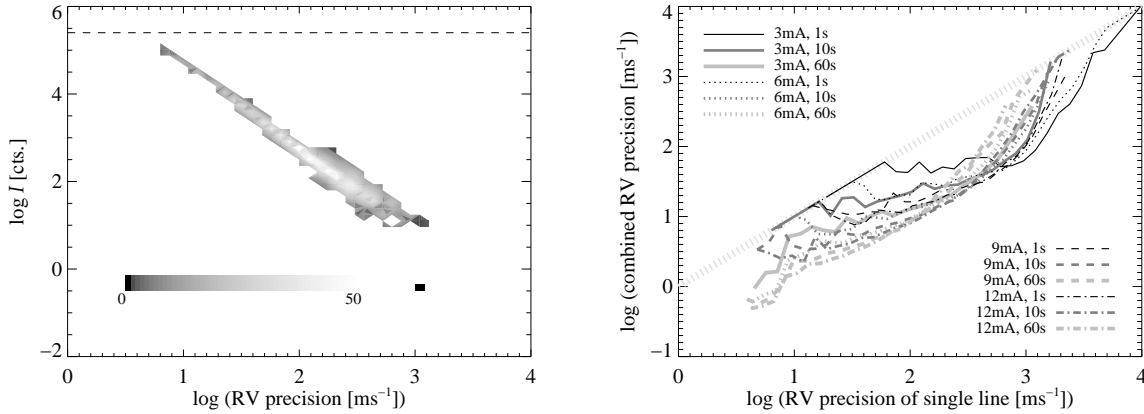 6
4
2
0
−2
log I [cts.]
0
50
0
1
2
3
4
log (RV precision [ms⁻¹])
4
3
2
1
0
−1
log (combined RV precision [ms⁻¹])
3mA, 1s
3mA, 10s
3mA, 60s
6mA, 1s
6mA, 10s
6mA, 60s
9mA, 1s
9mA, 10s
9mA, 60s
12mA, 1s
12mA, 10s
12mA, 60s
0
1
2
3
4
log (RV precision of single line [ms⁻¹])